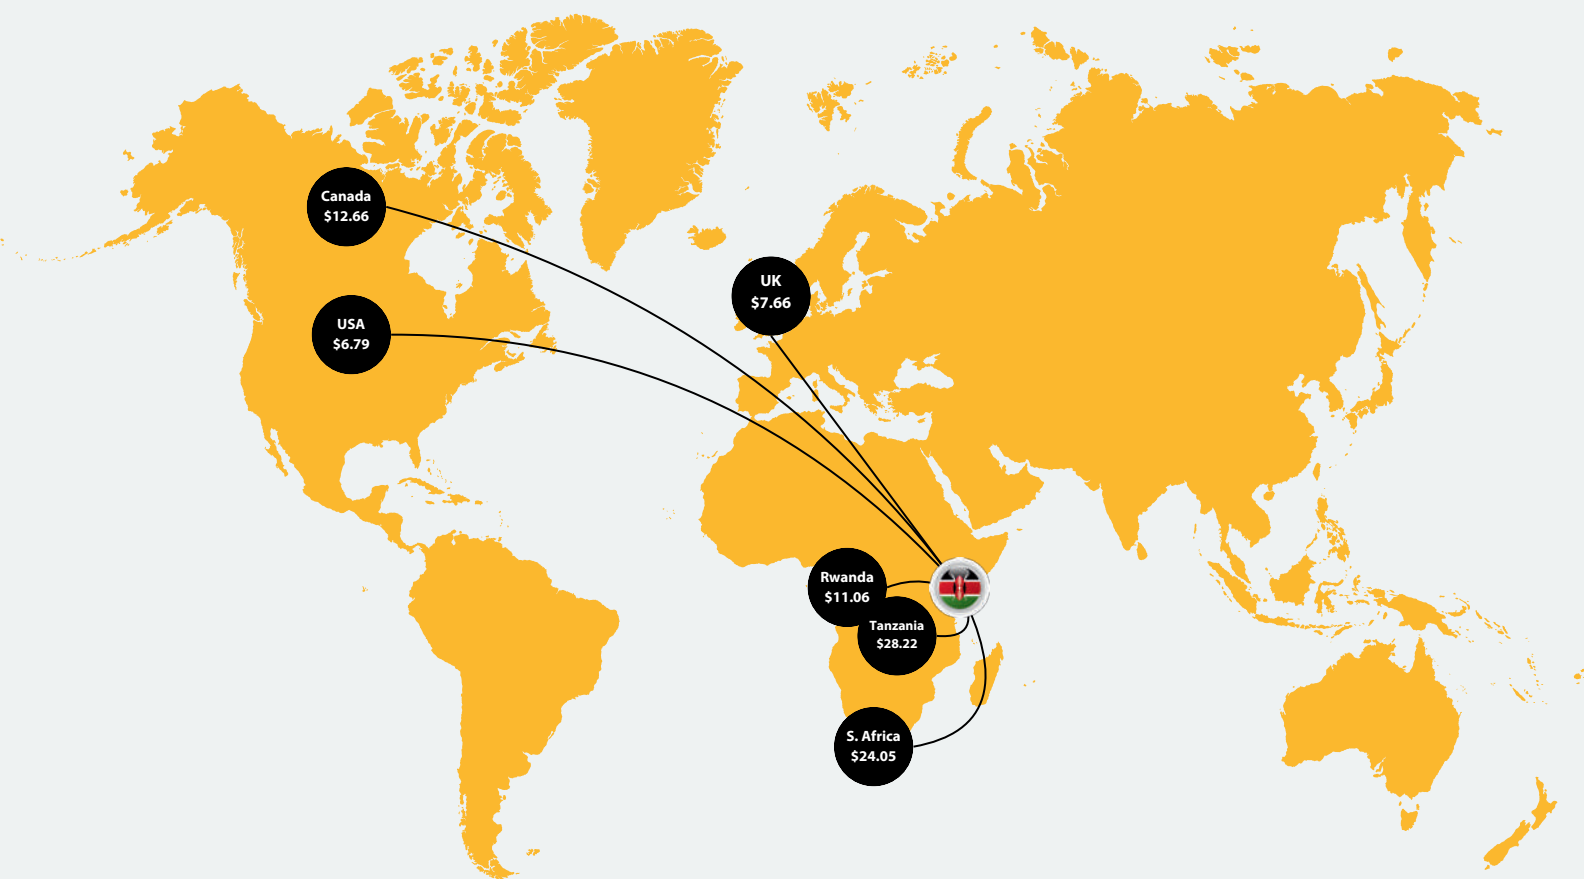 Canada
$12.66
UK
$7.66
USA
$6.79
Rwanda
$11.06
Tanzania
$28.22
S. Africa
$24.05